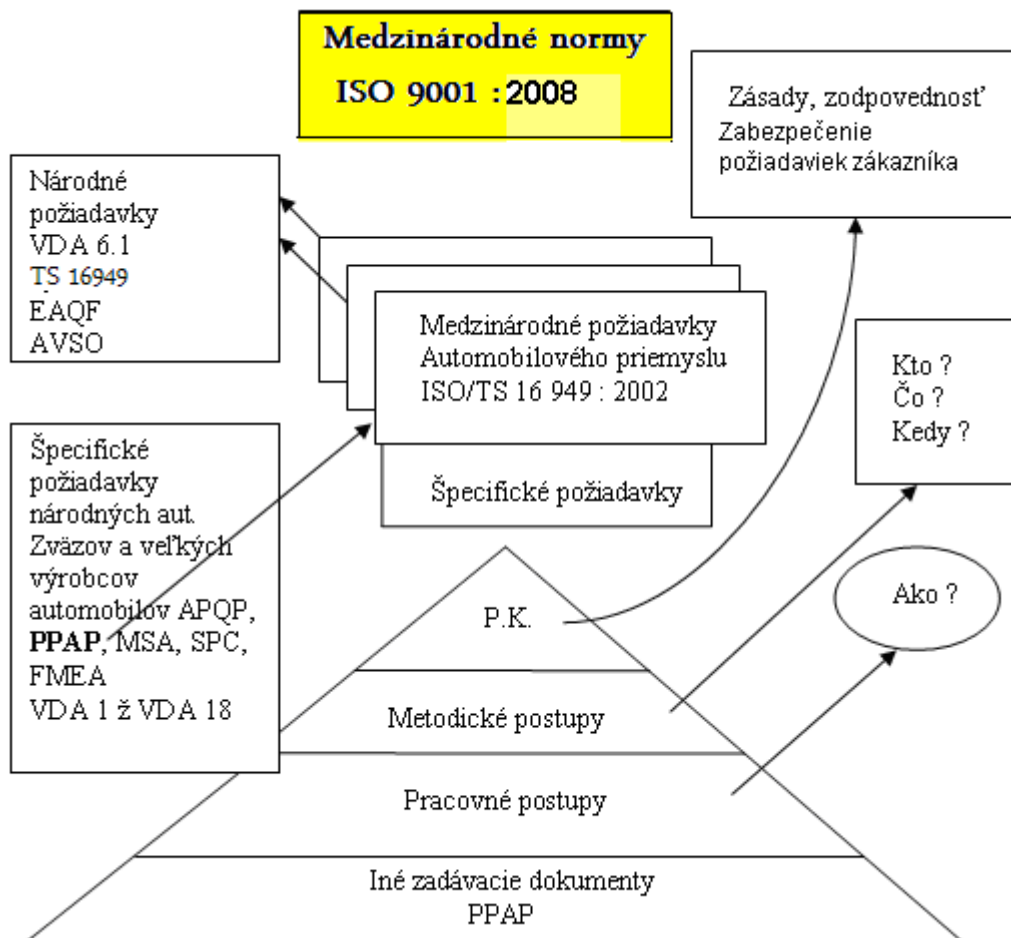 Medzinárodné normy
ISO 9001 : 2008
Zásady, zodpovednosť
Zabezpečenie
požiadaviek zákazníka
Národné
požiadavky
VDA 6.1
TS 16949
EAQF
AVSO
Medzinárodné požiadavky
Automobilového priemyslu
ISO/TS 16 949 : 2002
Kto ?
Čo ?
Kedy ?
Špecifické
požiadavky
národných aut.
Zväzov a veľkých
výrobcov
automobilov APQP,
PPAP, MSA, SPC,
FMEA
VDA 1 ž VDA 18
Špecifické požiadavky
Ako ?
P.K.
Metodické postupy
Pracovné postupy
Iné zadávacie dokumenty
PPAP